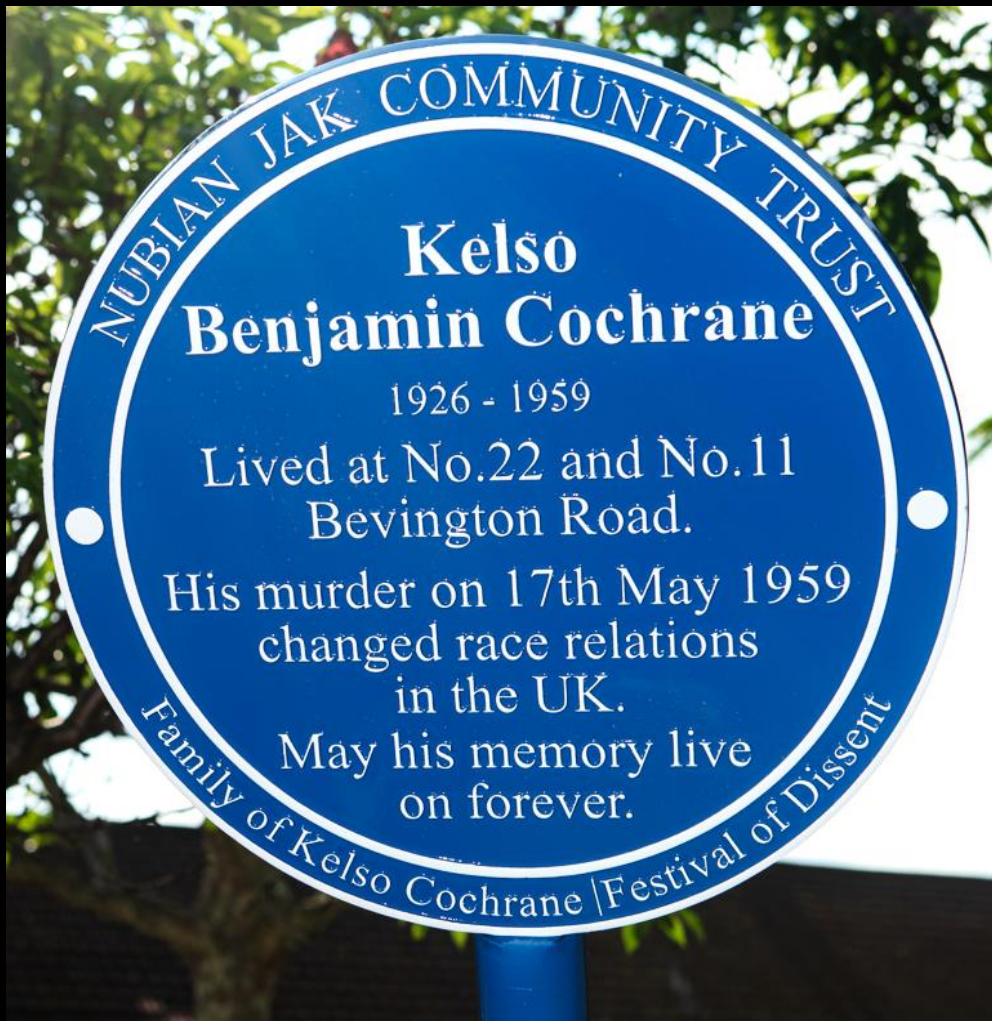 NUBIAN JAK COMMUNITY TRUST
Kelso
Benjamin Cochrane
1926 - 1959
Lived at No.22 and No.11
Bevington Road.
His murder on 17th May 1959
changed race relations
in the UK.
May his memory live
on forever.
Family of Kelso Cochrane | Festival of Dissent